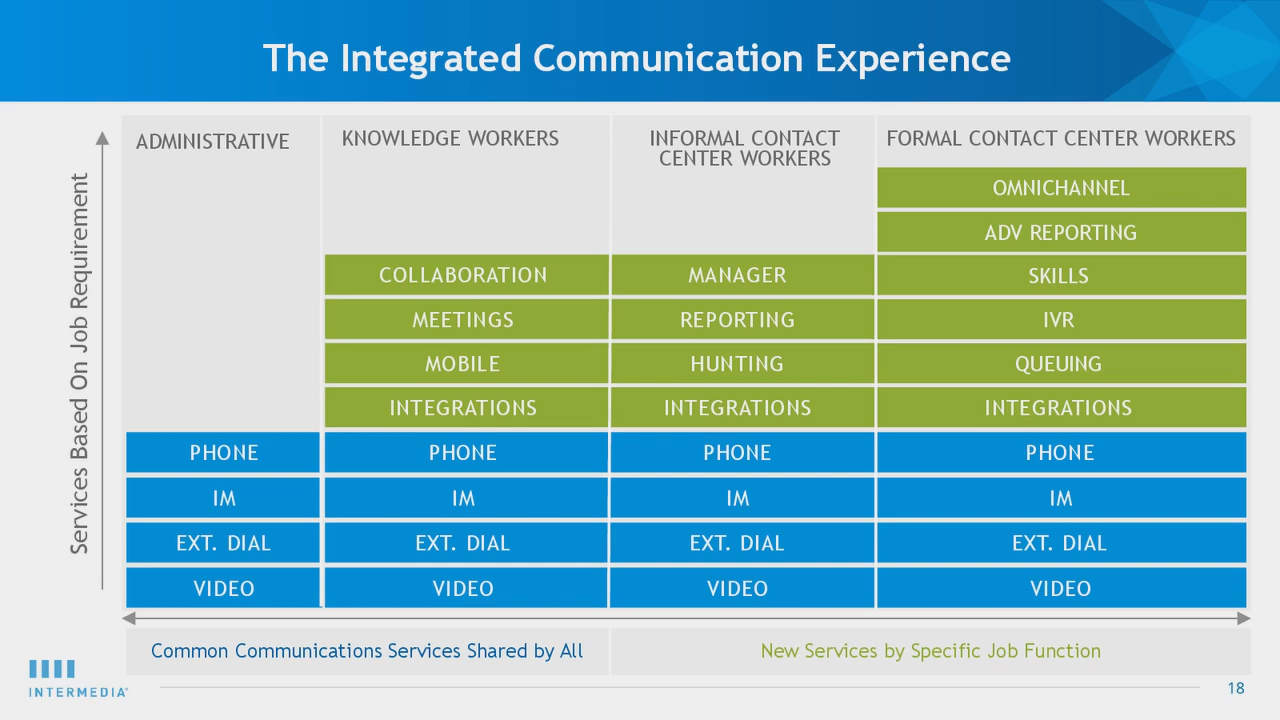 The Integrated Communication Experience
Services Based On Job Requirement
ADMINISTRATIVE
KNOWLEDGE WORKERS
INFORMAL CONTACT
CENTER WORKERS
FORMAL CONTACT CENTER WORKERS
OMNICHANNEL
ADV REPORTING
COLLABORATION
MANAGER
SKILLS
MEETINGS
REPORTING
IVR
MOBILE
HUNTING
QUEUING
INTEGRATIONS
INTEGRATIONS
INTEGRATIONS
PHONE
PHONE
PHONE
PHONE
IM
IM
IM
IM
EXT. DIAL
EXT. DIAL
EXT. DIAL
EXT. DIAL
VIDEO
VIDEO
VIDEO
VIDEO
Common Communications Services Shared by All
New Services by Specific Job Function
INTERMEDIA
18